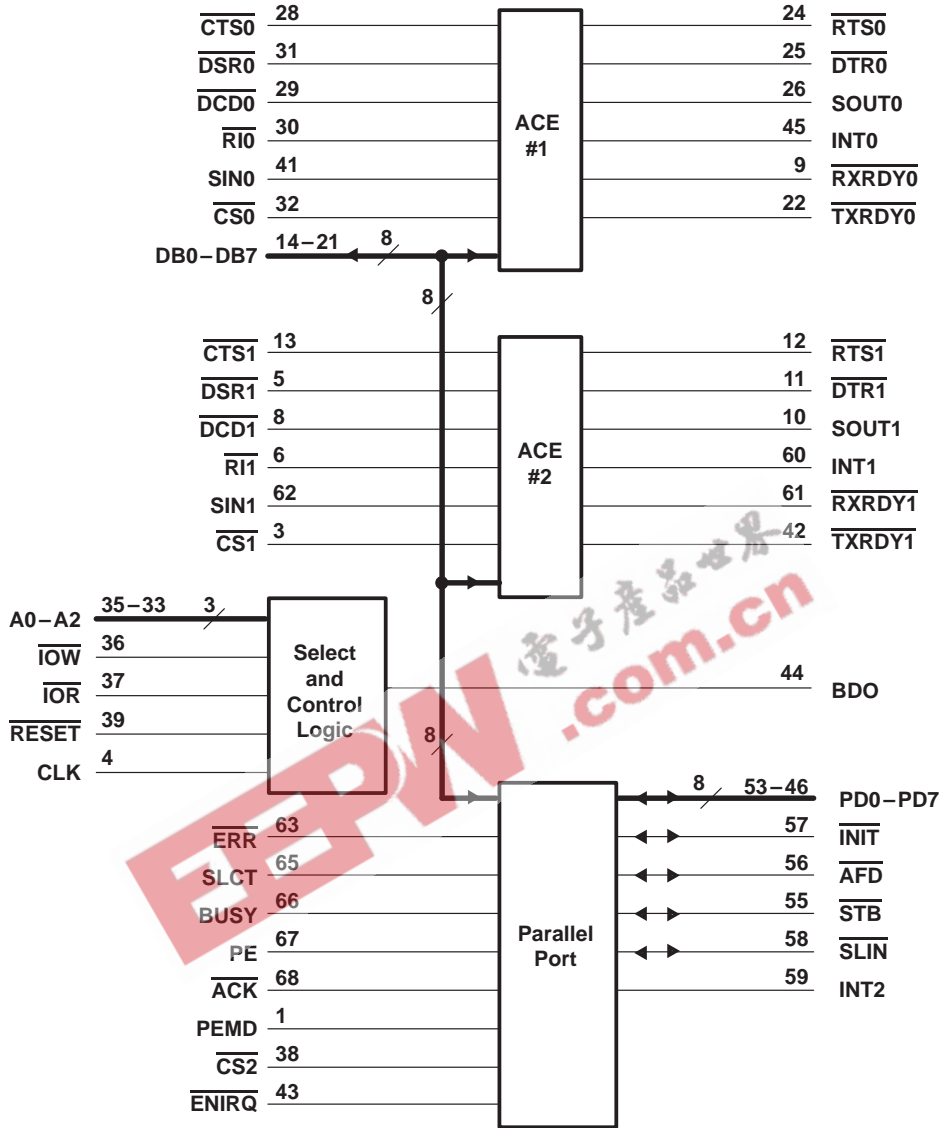 CTS0 28 24 RTS0
DSR0 31 25 DTR0
DCD0 29 26 SOUT0
ACE
#1
RI0 30 45 INT0
SIN0 41 9 RXRDY0
CS0 32 22 TXRDY0
DB0–DB7 14–21 8
8
CTS1 13 12 RTS1
DSR1 5 11 DTR1
DCD1 8 10 SOUT1
ACE
#2
RI1 6 60 INT1
SIN1 62 61 RXRDY1
CS1 3 42 TXRDY1
A0–A2 35–33 3
IOW 36
Select
and
Control
Logic
IOR 37 44 BDO
RESET 39
8
CLK 4
8 53–46 PD0–PD7
ERR 63 57 INIT
SLCT 65 56 AFD
BUSY 66 55 STB
Parallel
Port
PE 67 58 SLIN
ACK 68 59 INT2
PEMD 1
CS2 38
ENIRQ 43
EEPW .com.cn
電子產品世界